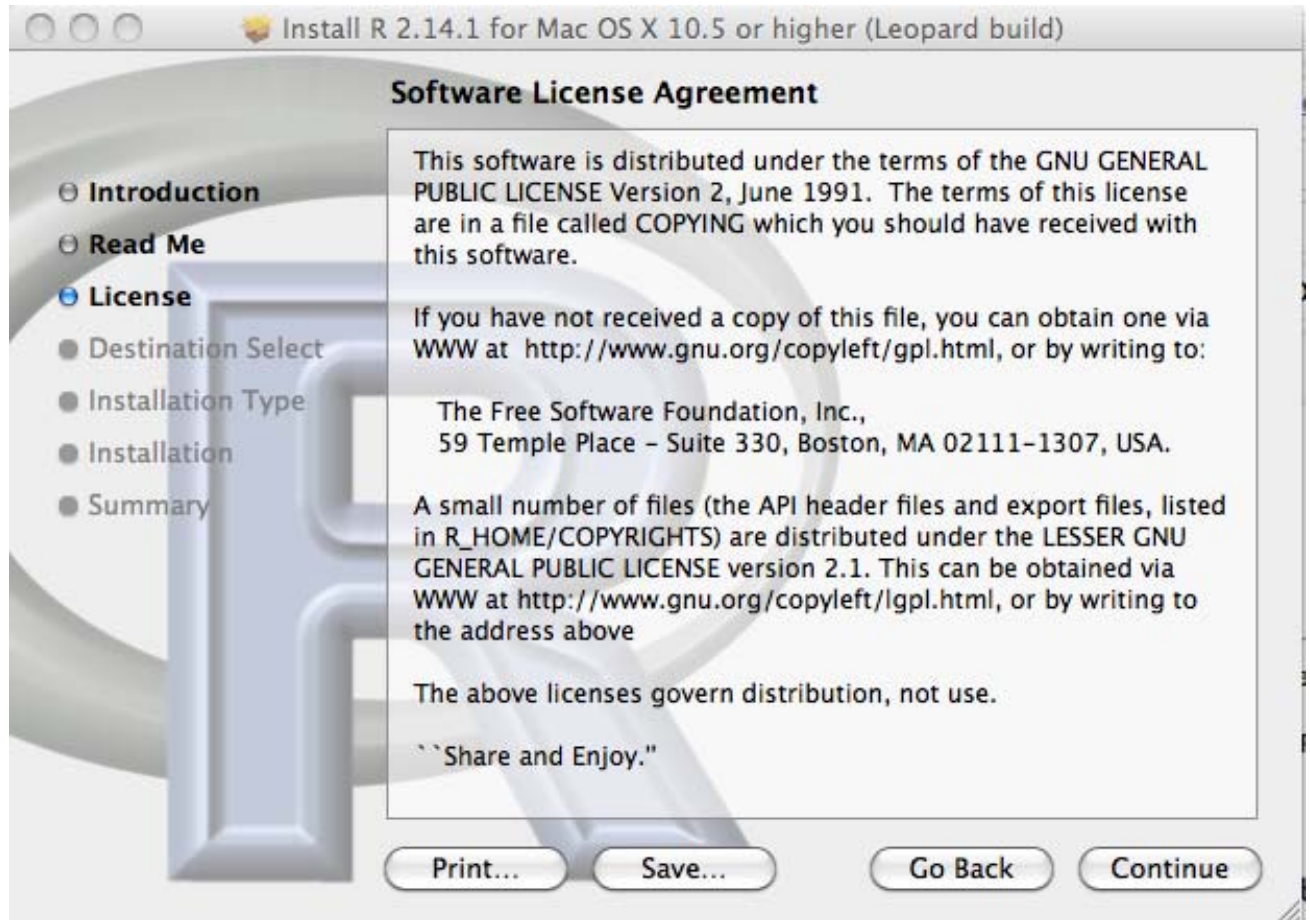 Install R 2.14.1 for Mac OS X 10.5 or higher (Leopard build)
Software License Agreement
Introduction
Read Me
License
Destination Select
Installation Type
Installation
Summary
This software is distributed under the terms of the GNU GENERAL
PUBLIC LICENSE Version 2, June 1991.  The terms of this license
are in a file called COPYING which you should have received with
this software.
If you have not received a copy of this file, you can obtain one via
WWW at  http://www.gnu.org/copyleft/gpl.html, or by writing to:
The Free Software Foundation, Inc.,
59 Temple Place – Suite 330, Boston, MA 02111–1307, USA.
A small number of files (the API header files and export files, listed
in R_HOME/COPYRIGHTS) are distributed under the LESSER GNU
GENERAL PUBLIC LICENSE version 2.1. This can be obtained via
WWW at http://www.gnu.org/copyleft/lgpl.html, or by writing to
the address above
The above licenses govern distribution, not use.
``Share and Enjoy."
Print...
Save...
Go Back
Continue
R